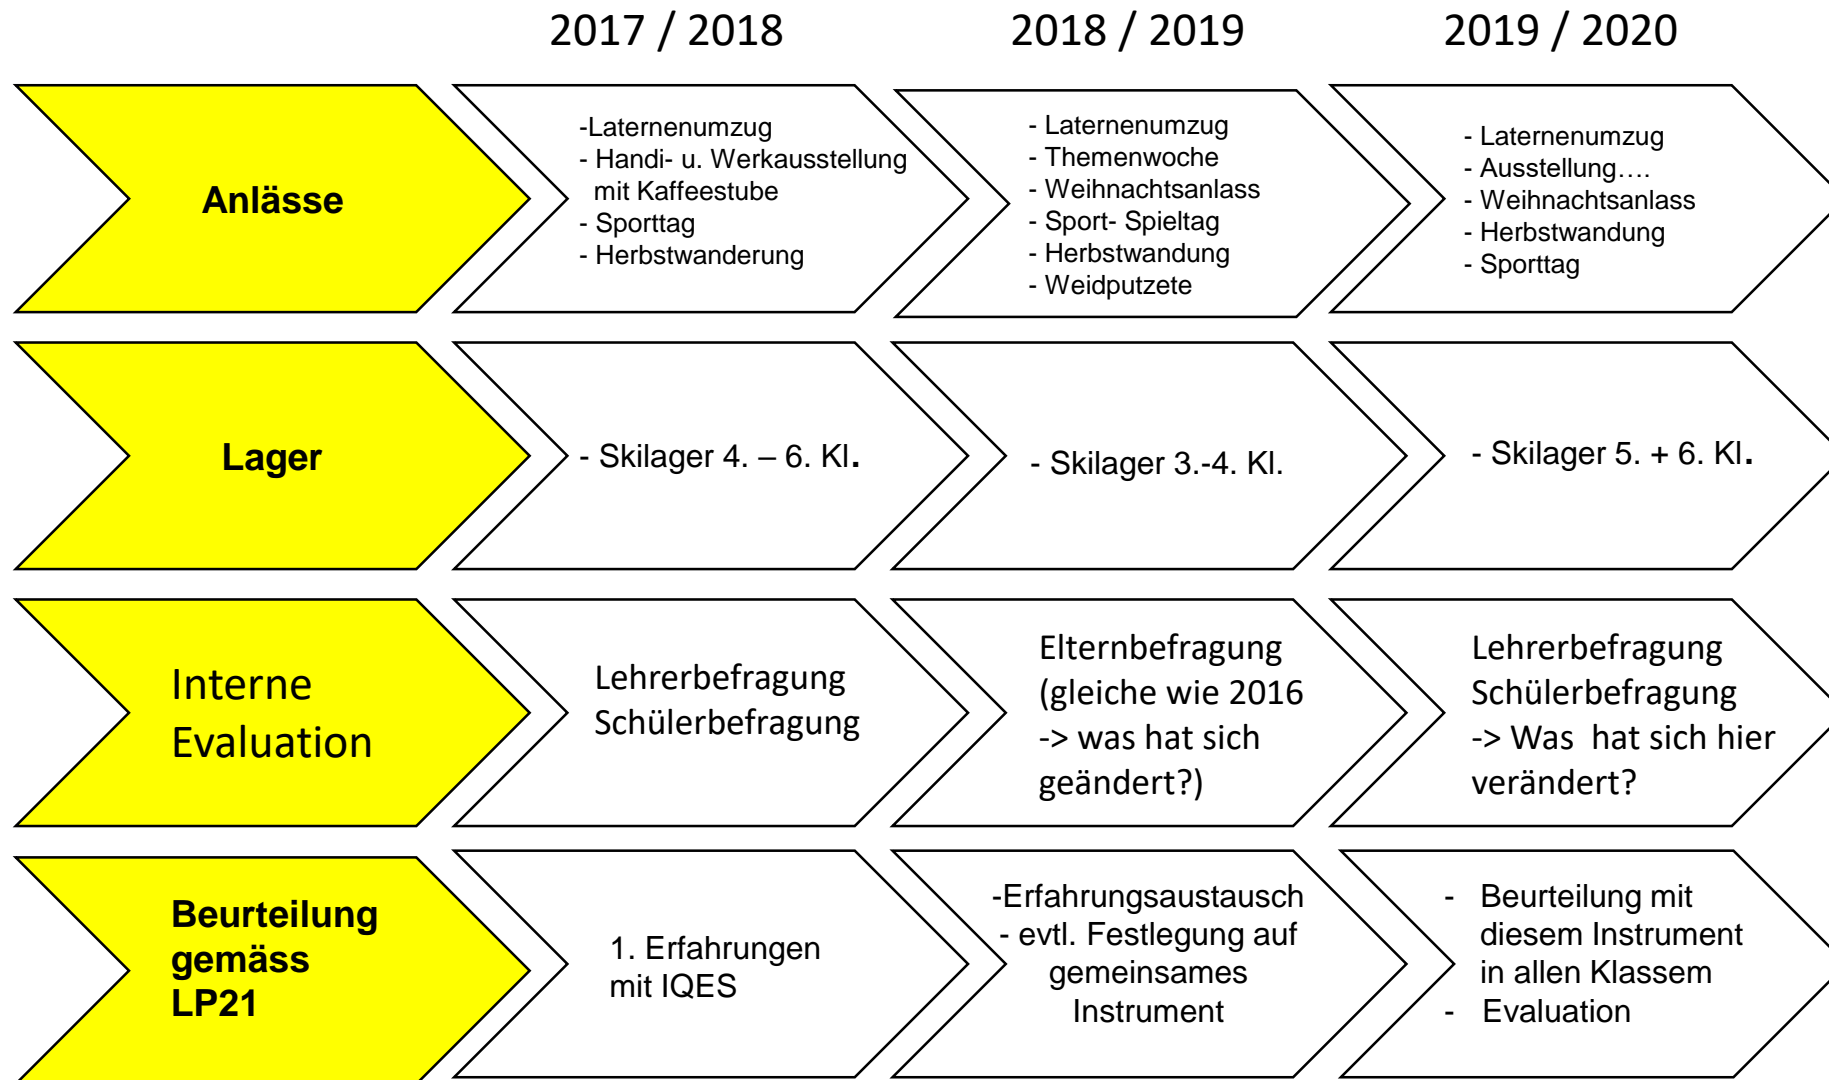 2017 / 2018
2018 / 2019
2019 / 2020
Anlässe
-Laternenumzug
- Handi- u. Werkausstellung
mit Kaffeestube
- Sporttag
- Herbstwanderung
- Laternenumzug
- Themenwoche
- Weihnachtsanlass
- Sport- Spieltag
- Herbstwandung
- Weidputzete
- Laternenumzug
- Ausstellung….
- Weihnachtsanlass
- Herbstwandung
- Sporttag
Lager
- Skilager 4. – 6. Kl.
- Skilager 3.-4. Kl.
- Skilager 5. + 6. Kl.
Interne
Evaluation
Lehrerbefragung
Schülerbefragung
Elternbefragung
(gleiche wie 2016
-> was hat sich
geändert?)
Lehrerbefragung
Schülerbefragung
-> Was hat sich hier
verändert?
Beurteilung
gemäss
LP21
1. Erfahrungen
mit IQES
-Erfahrungsaustausch
- evtl. Festlegung auf
gemeinsames
Instrument
- Beurteilung mit
diesem Instrument
in allen Klassem
- Evaluation